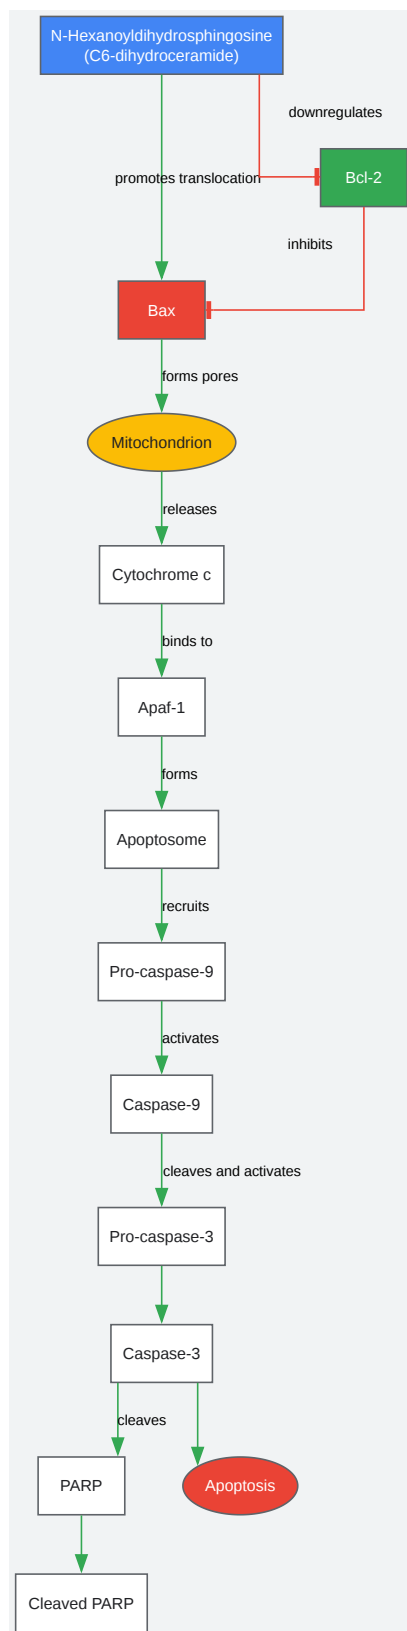 N-Hexanoyldihydrosphingosine
(C6-dihydroceramide)
downregulates
promotes translocation
Bcl-2
inhibits
Bax
forms pores
Mitochondrion
releases
Cytochrome c
binds to
Apaf-1
forms
Apoptosome
recruits
Pro-caspase-9
activates
Caspase-9
cleaves and activates
Pro-caspase-3
Caspase-3
cleaves
PARP
Apoptosis
Cleaved PARP